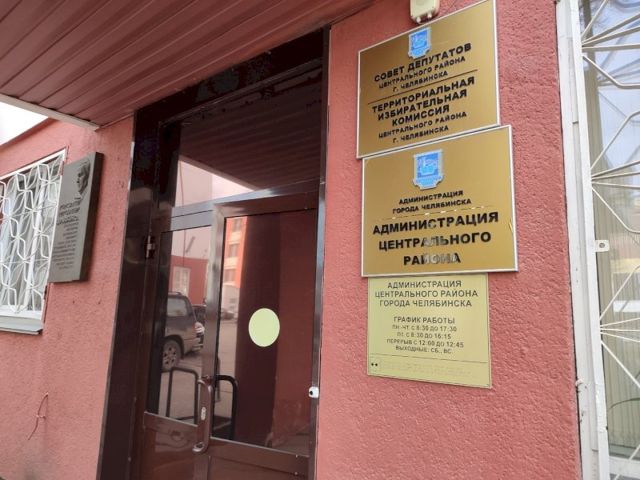 СОВЕТ ДЕПУТАТОВ
ЦЕНТРАЛЬНОГО РАЙОНА
Г. ЧЕЛЯБИНСКА
ТЕРРИТОРИАЛЬНАЯ
ИЗБИРАТЕЛЬНАЯ
КОМИССИЯ
ЦЕНТРАЛЬНОГО РАЙОНА
Г. ЧЕЛЯБИНСКА
АДМИНИСТРАЦИЯ
ГОРОДА ЧЕЛЯБИНСКА
АДМИНИСТРАЦИЯ
ЦЕНТРАЛЬНОГО
РАЙОНА
АДМИНИСТРАЦИЯ
ЦЕНТРАЛЬНОГО РАЙОНА
ГОРОДА ЧЕЛЯБИНСКА
ГРАФИК РАБОТЫ
ПН.-ЧТ. С 8:30 ДО 17:30
ПТ. С 8:30 ДО 16:15
ПЕРЕРЫВ С 12:00 ДО 12:45
ВЫХОДНЫЕ: СБ., ВС.